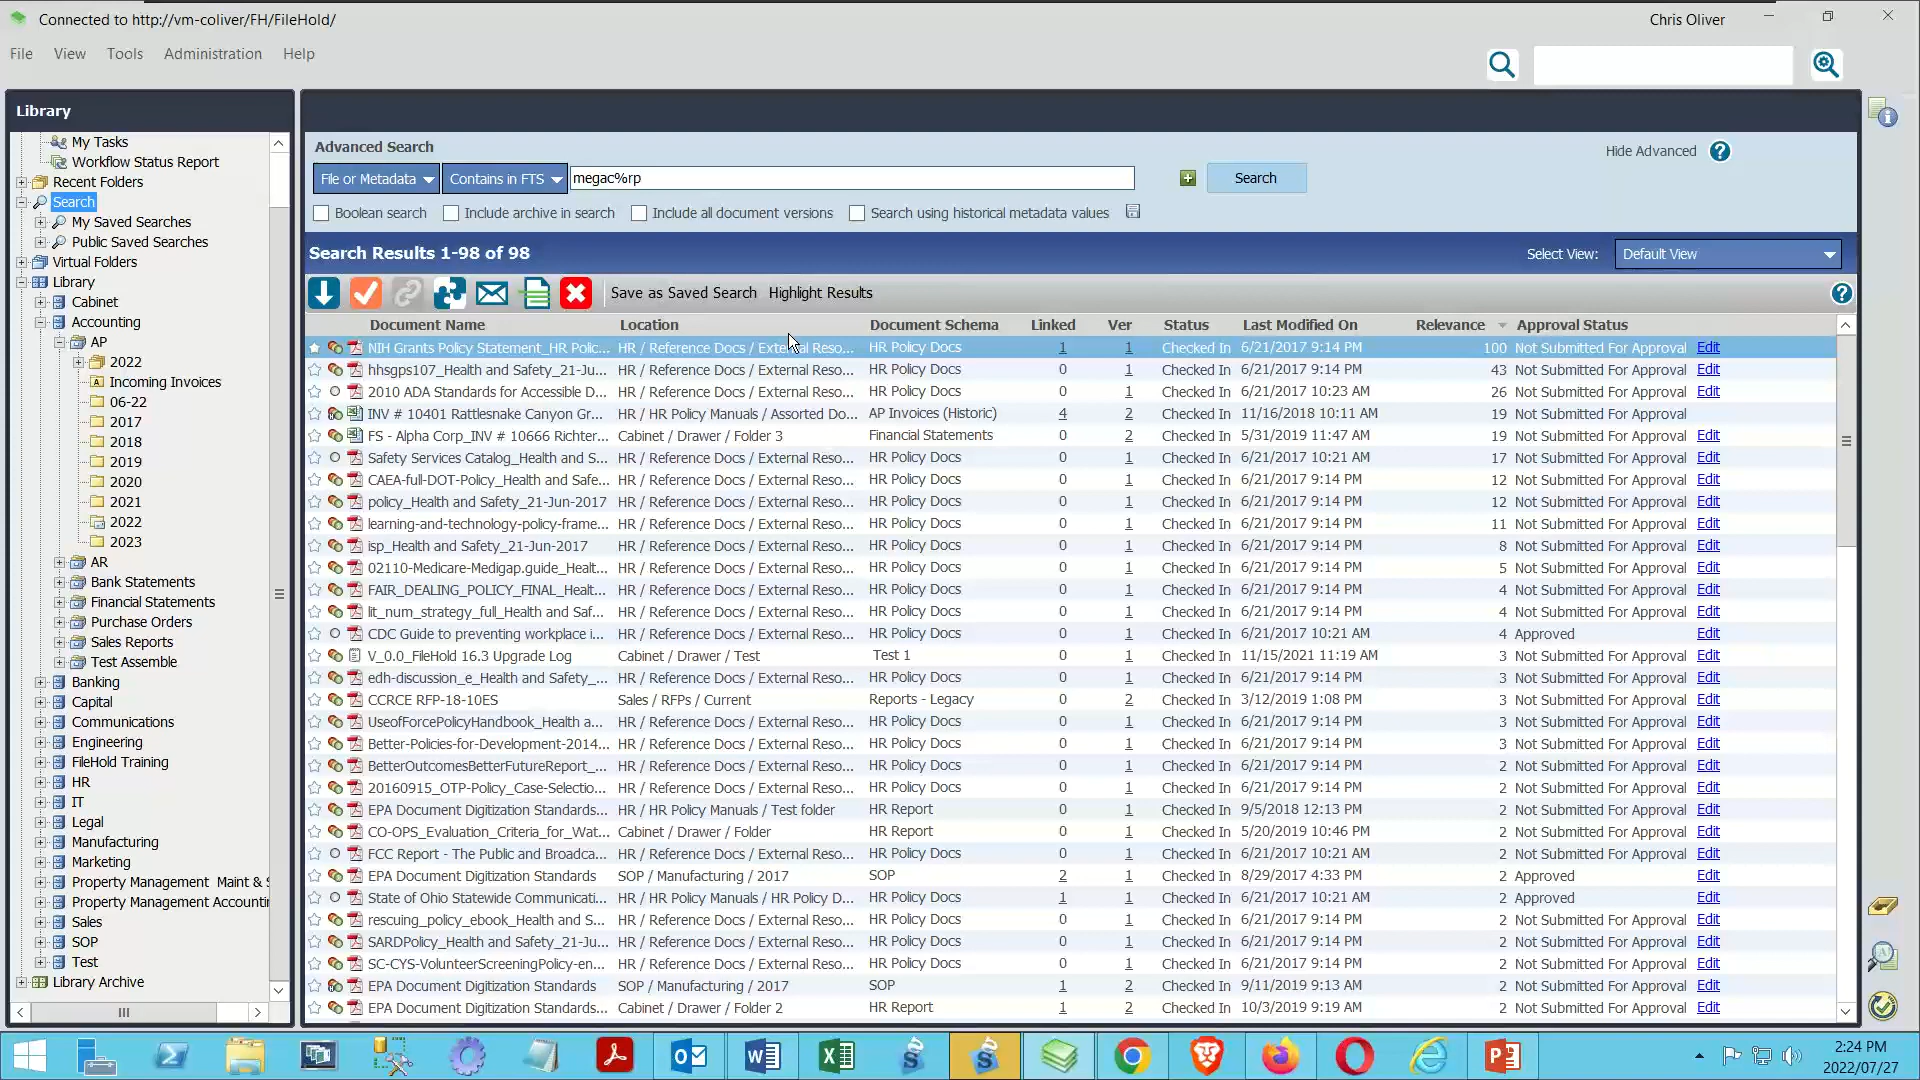 Connected to http://vm-coliver/FH/FileHold/
Chris Oliver
File View Tools Administration Help
Library
My Tasks
Workflow Status Report
Recent Folders
Search
My Saved Searches
Public Saved Searches
Virtual Folders
Library
Cabinet
Accounting
AP
2022
Incoming Invoices
06-22
2017
2018
2019
2020
2021
2022
2023
AR
Bank Statements
Financial Statements
Purchase Orders
Sales Reports
Test Assemble
Banking
Capital
Communications
Engineering
FileHold Training
HR
IT
Legal
Manufacturing
Marketing
Property Management Maint & S
Property Management Accounti
Sales
SOP
Test
Library Archive
Advanced Search
Hide Advanced
File or Metadata Contains in FTS megac%rp Search
Boolean search Include archive in search Include all document versions Search using historical metadata values
Search Results 1-98 of 98
Select View: Default View
Save as Saved Search Highlight Results
Document Name Location Document Schema Linked Ver Status Last Modified On Relevance Approval Status
NIH Grants Policy Statement_HR Polic... HR / Reference Docs / External Reso... HR Policy Docs 1 1 Checked In 6/21/2017 9:14 PM 100 Not Submitted For Approval Edit
hhsgps107_Health and Safety_21-Ju... HR / Reference Docs / External Reso... HR Policy Docs 0 1 Checked In 6/21/2017 9:14 PM 43 Not Submitted For Approval Edit
2010 ADA Standards for Accessible D... HR / Reference Docs / External Reso... HR Policy Docs 0 1 Checked In 6/21/2017 10:23 AM 26 Not Submitted For Approval Edit
INV # 10401 Rattlesnake Canyon Gr... HR / HR Policy Manuals / Assorted Do... AP Invoices (Historic) 4 2 Checked In 11/16/2018 10:11 AM 19 Not Submitted For Approval
FS - Alpha Corp_INV # 10666 Richter... Cabinet / Drawer / Folder 3 Financial Statements 0 2 Checked In 5/31/2019 11:47 AM 19 Not Submitted For Approval Edit
Safety Services Catalog_Health and S... HR / Reference Docs / External Reso... HR Policy Docs 0 1 Checked In 6/21/2017 10:21 AM 17 Not Submitted For Approval Edit
CAEA-full-DOT-Policy_Health and Safe... HR / Reference Docs / External Reso... HR Policy Docs 0 1 Checked In 6/21/2017 9:14 PM 12 Not Submitted For Approval Edit
policy_Health and Safety_21-Jun-2017 HR / Reference Docs / External Reso... HR Policy Docs 0 1 Checked In 6/21/2017 9:14 PM 12 Not Submitted For Approval Edit
learning-and-technology-policy-frame... HR / Reference Docs / External Reso... HR Policy Docs 0 1 Checked In 6/21/2017 9:14 PM 11 Not Submitted For Approval Edit
isp_Health and Safety_21-Jun-2017 HR / Reference Docs / External Reso... HR Policy Docs 0 1 Checked In 6/21/2017 9:14 PM 8 Not Submitted For Approval Edit
02110-Medicare-Medigap.guide_Healt... HR / Reference Docs / External Reso... HR Policy Docs 0 1 Checked In 6/21/2017 9:14 PM 5 Not Submitted For Approval Edit
FAIR_DEALING_POLICY_FINAL_Healt... HR / Reference Docs / External Reso... HR Policy Docs 0 1 Checked In 6/21/2017 9:14 PM 4 Not Submitted For Approval Edit
lit_num_strategy_full_Health and Saf... HR / Reference Docs / External Reso... HR Policy Docs 0 1 Checked In 6/21/2017 9:14 PM 4 Not Submitted For Approval Edit
CDC Guide to preventing workplace i... HR / Reference Docs / External Reso... HR Policy Docs 0 1 Checked In 6/21/2017 10:21 AM 4 Approved Edit
V_0.0_FileHold 16.3 Upgrade Log Cabinet / Drawer / Test Test 1 0 1 Checked In 11/15/2021 11:19 AM 3 Not Submitted For Approval Edit
edh-discussion_e_Health and Safety_... HR / Reference Docs / External Reso... HR Policy Docs 0 1 Checked In 6/21/2017 9:14 PM 3 Not Submitted For Approval Edit
CCRCE RFP-18-10ES Sales / RFPs / Current Reports - Legacy 0 2 Checked In 3/12/2019 1:08 PM 3 Not Submitted For Approval Edit
UseofForcePolicyHandbook_Health a... HR / Reference Docs / External Reso... HR Policy Docs 0 1 Checked In 6/21/2017 9:14 PM 3 Not Submitted For Approval Edit
Better-Policies-for-Development-2014... HR / Reference Docs / External Reso... HR Policy Docs 0 1 Checked In 6/21/2017 9:14 PM 3 Not Submitted For Approval Edit
BetterOutcomesBetterFutureReport_... HR / Reference Docs / External Reso... HR Policy Docs 0 1 Checked In 6/21/2017 9:14 PM 2 Not Submitted For Approval Edit
20160915_OTP-Policy_Case-Selectio... HR / Reference Docs / External Reso... HR Policy Docs 0 1 Checked In 6/21/2017 9:14 PM 2 Not Submitted For Approval Edit
EPA Document Digitization Standards... HR / HR Policy Manuals / Test folder HR Report 0 1 Checked In 9/5/2018 12:13 PM 2 Not Submitted For Approval Edit
CO-OPS_Evaluation_Criteria_for_Wat... Cabinet / Drawer / Folder HR Report 0 1 Checked In 5/20/2019 10:46 PM 2 Not Submitted For Approval Edit
FCC Report - The Public and Broadca... HR / Reference Docs / External Reso... HR Policy Docs 0 1 Checked In 6/21/2017 10:21 AM 2 Not Submitted For Approval Edit
EPA Document Digitization Standards SOP / Manufacturing / 2017 SOP 2 1 Checked In 8/29/2017 4:33 PM 2 Approved Edit
State of Ohio Statewide Communicati... HR / HR Policy Manuals / HR Policy D... HR Policy Docs 1 1 Checked In 6/21/2017 10:21 AM 2 Approved Edit
rescuing_policy_ebook_Health and S... HR / Reference Docs / External Reso... HR Policy Docs 0 1 Checked In 6/21/2017 9:14 PM 2 Not Submitted For Approval Edit
SARDPolicy_Health and Safety_21-Ju... HR / Reference Docs / External Reso... HR Policy Docs 0 1 Checked In 6/21/2017 9:14 PM 2 Not Submitted For Approval Edit
SC-CYS-VolunteerScreeningPolicy-en... HR / Reference Docs / External Reso... HR Policy Docs 0 1 Checked In 6/21/2017 9:14 PM 2 Not Submitted For Approval Edit
EPA Document Digitization Standards SOP / Manufacturing / 2017 SOP 1 2 Checked In 9/11/2019 9:13 AM 2 Not Submitted For Approval Edit
EPA Document Digitization Standards... Cabinet / Drawer / Folder 2 HR Report 1 2 Checked In 10/3/2019 9:19 AM 2 Not Submitted For Approval Edit
2:24 PM
2022/07/27